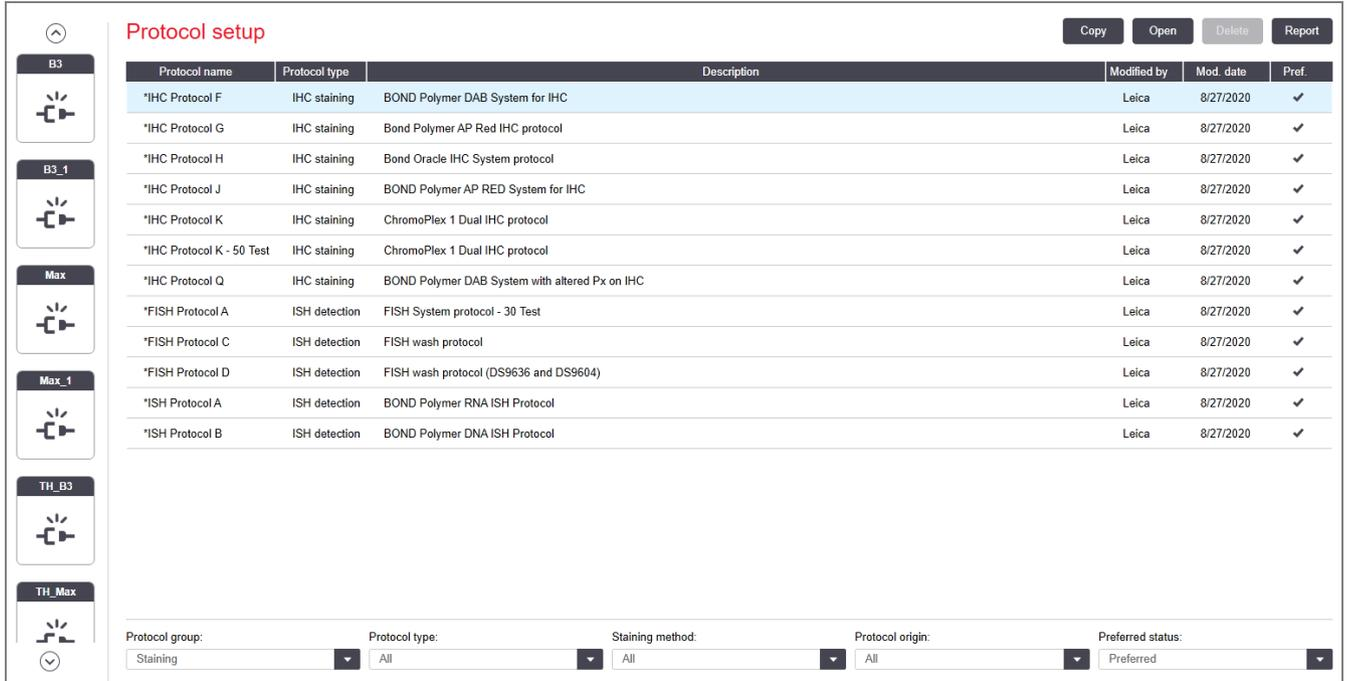 Protocol setup
Copy Open Delete Report
B3
B3_1
Max
Max_1
TH_B3
TH_Max
Protocol name Protocol type Description Modified by Mod. date Pref.
*IHC Protocol F IHC staining BOND Polymer DAB System for IHC Leica 8/27/2020
*IHC Protocol G IHC staining Bond Polymer AP Red IHC protocol Leica 8/27/2020
*IHC Protocol H IHC staining Bond Oracle IHC System protocol Leica 8/27/2020
*IHC Protocol J IHC staining BOND Polymer AP RED System for IHC Leica 8/27/2020
*IHC Protocol K IHC staining ChromoPlex 1 Dual IHC protocol Leica 8/27/2020
*IHC Protocol K - 50 Test IHC staining ChromoPlex 1 Dual IHC protocol Leica 8/27/2020
*IHC Protocol Q IHC staining BOND Polymer DAB System with altered Px on IHC Leica 8/27/2020
*FISH Protocol A ISH detection FISH System protocol - 30 Test Leica 8/27/2020
*FISH Protocol C ISH detection FISH wash protocol Leica 8/27/2020
*FISH Protocol D ISH detection FISH wash protocol (DS9636 and DS9604) Leica 8/27/2020
*ISH Protocol A ISH detection BOND Polymer RNA ISH Protocol Leica 8/27/2020
*ISH Protocol B ISH detection BOND Polymer DNA ISH Protocol Leica 8/27/2020
Protocol group: Protocol type: Staining method: Protocol origin: Preferred status:
Staining All All All Preferred